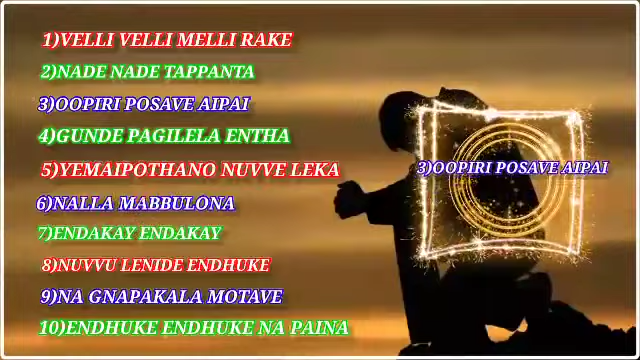 1)VELLI VELLI MELLI RAKE
2)NADE NADE TAPPANTA
3)OOPIRI POSAVE AIPAI
4)GUNDE PAGILELA ENTHA
5)YEMAIPOTHANO NUVVE LEKA
6)NALLA MABBULONA
7)ENDAKAY ENDAKAY
8)NUVVU LENIDE ENDHUKE
9)NA GNAPAKALA MOTAVE
10)ENDHUKE ENDHUKE NA PAINA
3)OOPIRI POSAVE AIPAI